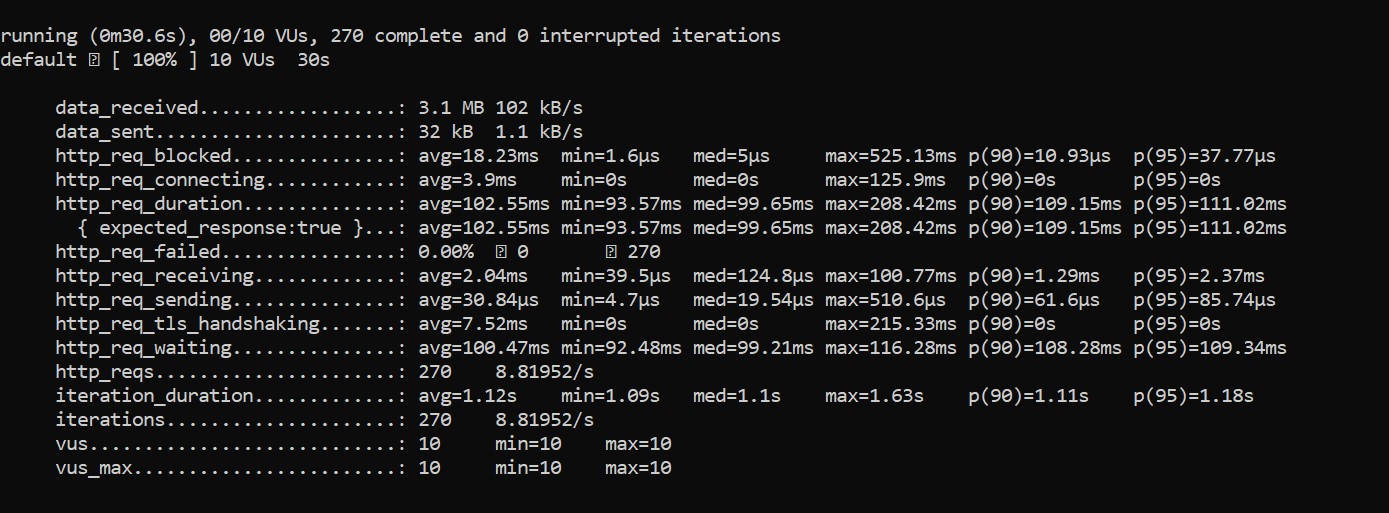 running (0m30.6s), 00/10 VUs, 270 complete and 0 interrupted iterations
default ⍰ [ 100% ] 10 VUs  30s
data_received..................: 3.1 MB 102 kB/s
data_sent......................: 32 kB  1.1 kB/s
http_req_blocked...............: avg=18.23ms  min=1.6µs   med=5µs     max=525.13ms p(90)=10.93µs  p(95)=37.77µs
http_req_connecting............: avg=3.9ms    min=0s      med=0s      max=125.9ms  p(90)=0s       p(95)=0s
http_req_duration..............: avg=102.55ms min=93.57ms med=99.65ms max=208.42ms p(90)=109.15ms p(95)=111.02ms
{ expected_response:true }...: avg=102.55ms min=93.57ms med=99.65ms max=208.42ms p(90)=109.15ms p(95)=111.02ms
http_req_failed................: 0.00%  ⍰ 0       ⍰ 270
http_req_receiving.............: avg=2.04ms   min=39.5µs  med=124.8µs max=100.77ms p(90)=1.29ms   p(95)=2.37ms
http_req_sending...............: avg=30.84µs  min=4.7µs   med=19.54µs max=510.6µs  p(90)=61.6µs   p(95)=85.74µs
http_req_tls_handshaking.......: avg=7.52ms   min=0s      med=0s      max=215.33ms p(90)=0s       p(95)=0s
http_req_waiting...............: avg=100.47ms min=92.48ms med=99.21ms max=116.28ms p(90)=108.28ms p(95)=109.34ms
http_reqs......................: 270    8.81952/s
iteration_duration.............: avg=1.12s    min=1.09s   med=1.1s    max=1.63s    p(90)=1.11s    p(95)=1.18s
iterations.....................: 270    8.81952/s
vus............................: 10     min=10    max=10
vus_max........................: 10     min=10    max=10